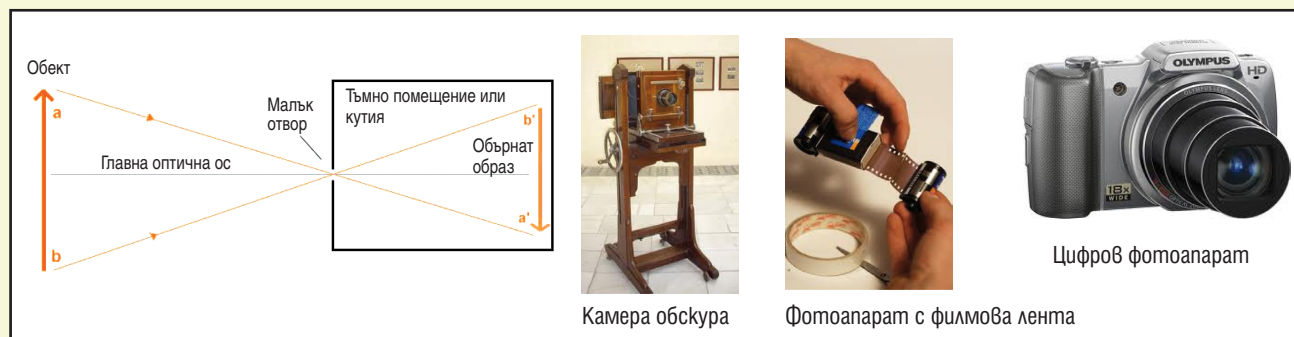 Обект
a
b
Главна оптична ос
Малък
отвор
Тъмно помещение или
кутия
b'
Обърнат
образ
a'
Камера обскура
Фотоапарат с филмова лента
OLYMPUS
HD
18x
WIDE
Цифров фотоапарат